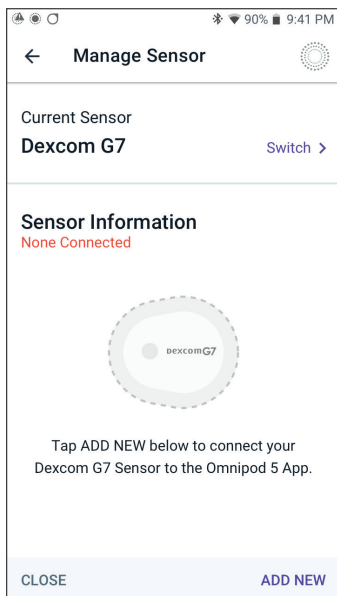 90% 9:41 PM
Manage Sensor
Current Sensor
Dexcom G7
Switch >
Sensor Information
None Connected
Dexcom G7
Tap ADD NEW below to connect your
Dexcom G7 Sensor to the Omnipod 5 App.
CLOSE
ADD NEW